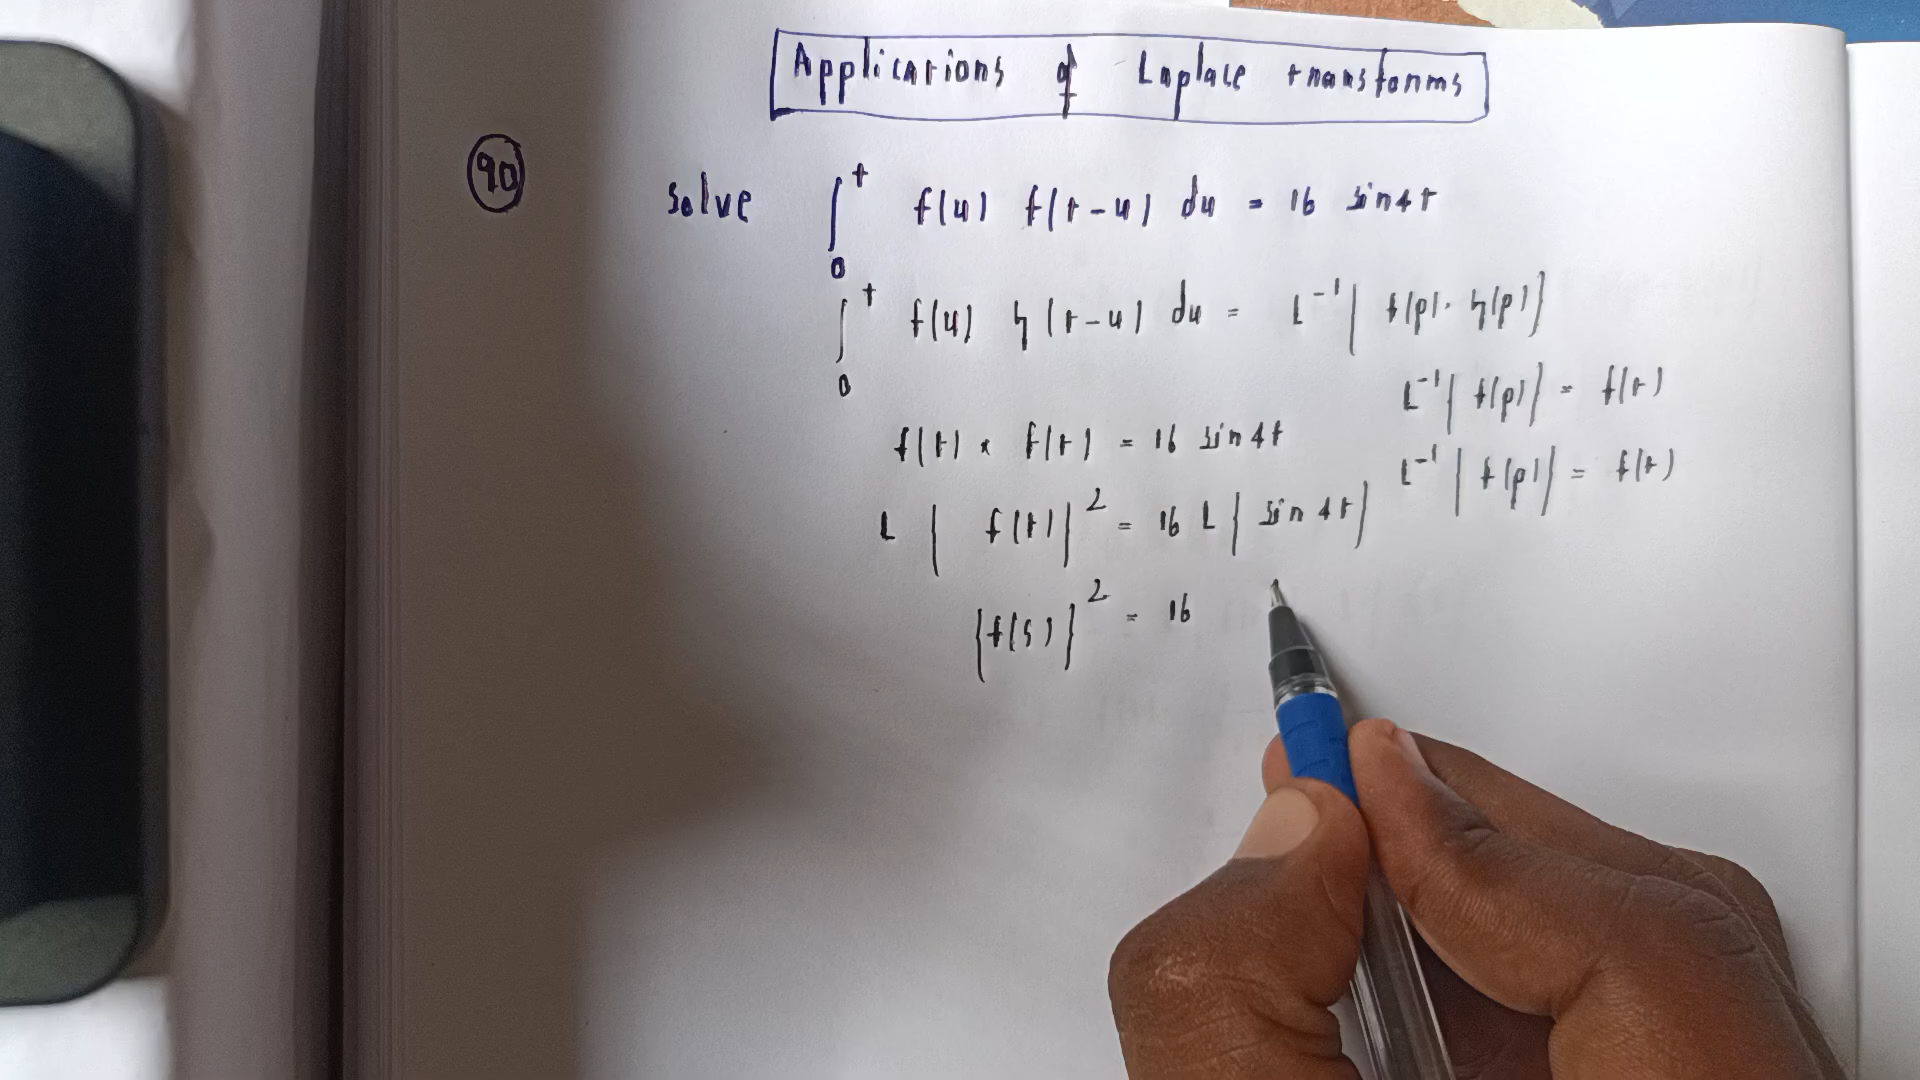 Applications of Laplace transforms
90
Solve ∫₀ᵗ f(u) f(t-u) du = 16 sin4t
∫₀ᵗ f(u) g(t-u) du = L⁻¹{f(p). g(p)}
L⁻¹{f(p)} = f(t)
f(t) * f(t) = 16 sin4t
L⁻¹{f(p)} = f(t)
L {f(t)}² = 16 L{sin4t}
{f(s)}² = 16